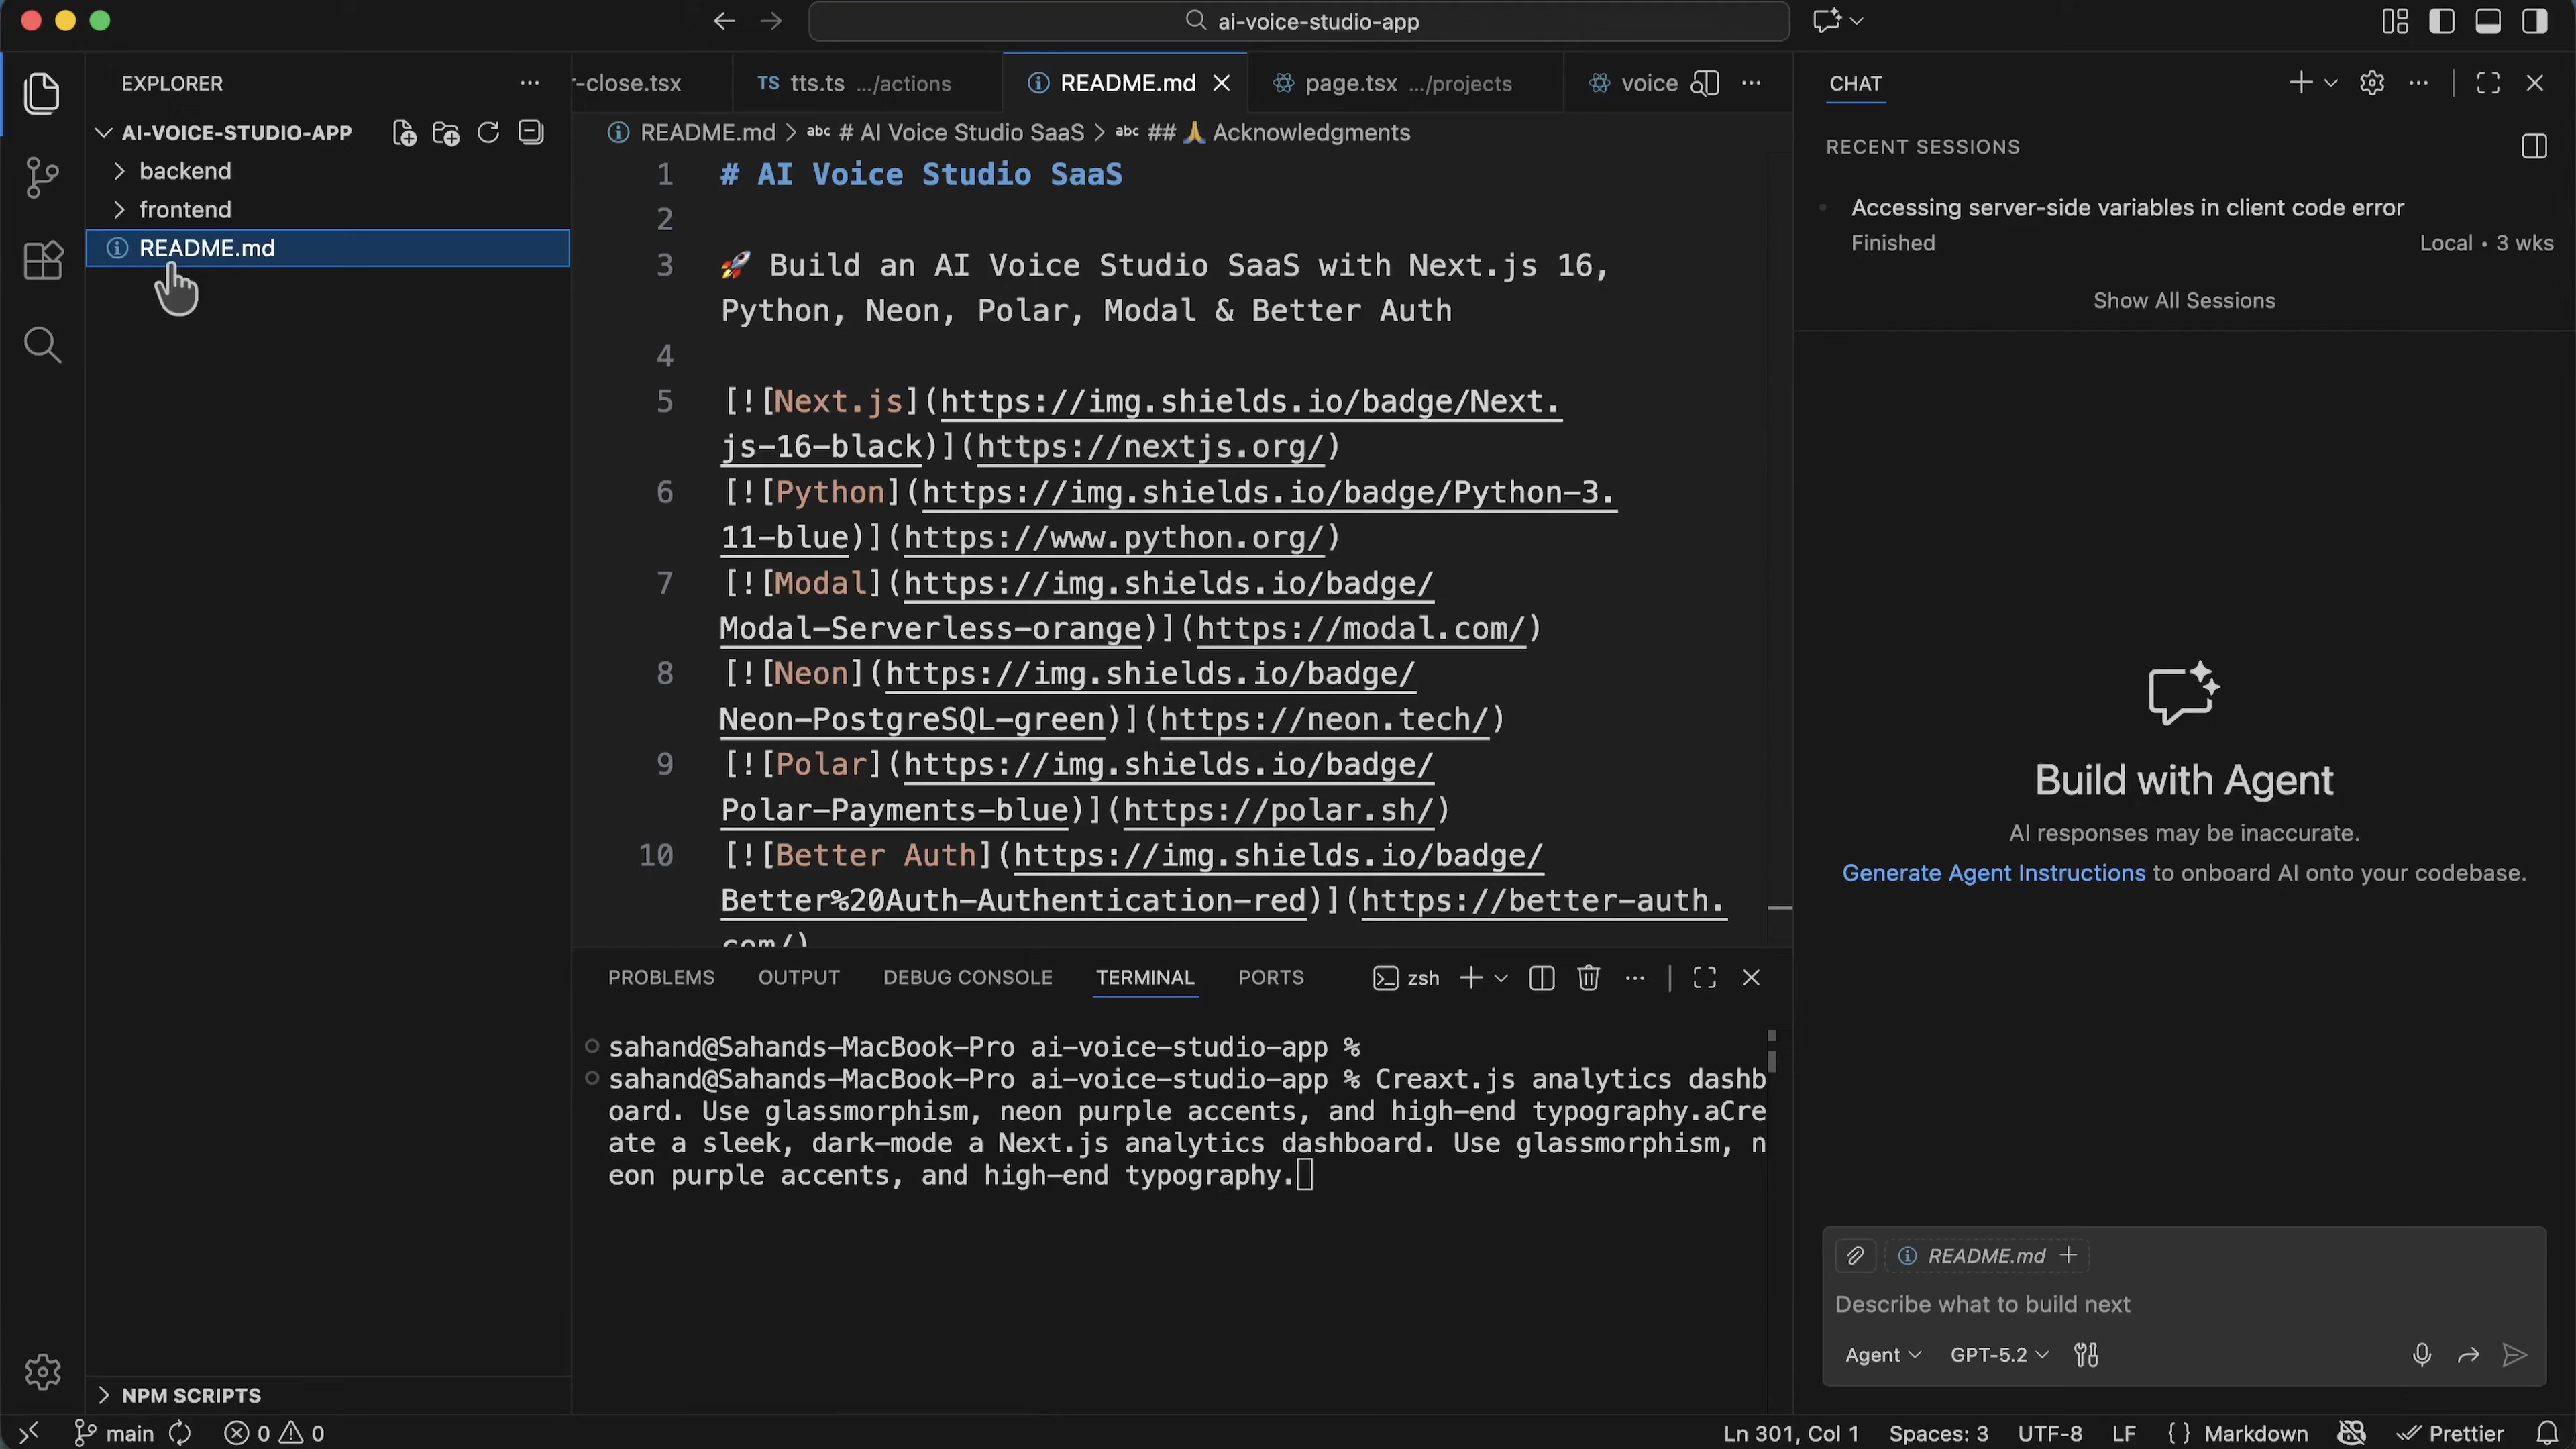 ai-voice-studio-app
EXPLORER
AI-VOICE-STUDIO-APP
backend
frontend
README.md
NPM SCRIPTS
-close.tsx
TS tts.ts .../actions
README.md
page.tsx .../projects
voice
README.md > abc # AI Voice Studio SaaS > abc ## 🙏 Acknowledgments
1 # AI Voice Studio SaaS
2
3 🚀 Build an AI Voice Studio SaaS with Next.js 16,
Python, Neon, Polar, Modal & Better Auth
4
5 [![Next.js](https://img.shields.io/badge/Next.
js-16-black)](https://nextjs.org/)
6 [![Python](https://img.shields.io/badge/Python-3.
11-blue)](https://www.python.org/)
7 [![Modal](https://img.shields.io/badge/
Modal-Serverless-orange)](https://modal.com/)
8 [![Neon](https://img.shields.io/badge/
Neon-PostgreSQL-green)](https://neon.tech/)
9 [![Polar](https://img.shields.io/badge/
Polar-Payments-blue)](https://polar.sh/)
10 [![Better Auth](https://img.shields.io/badge/
Better%20Auth-Authentication-red)](https://better-auth.
com/)
PROBLEMS OUTPUT DEBUG CONSOLE TERMINAL PORTS
zsh
sahand@Sahands-MacBook-Pro ai-voice-studio-app %
sahand@Sahands-MacBook-Pro ai-voice-studio-app % Creaxt.js analytics dashb
oard. Use glassmorphism, neon purple accents, and high-end typography.aCre
ate a sleek, dark-mode a Next.js analytics dashboard. Use glassmorphism, n
eon purple accents, and high-end typography.
CHAT
RECENT SESSIONS
Accessing server-side variables in client code error
Finished
Local • 3 wks
Show All Sessions
Build with Agent
AI responses may be inaccurate.
Generate Agent Instructions to onboard AI onto your codebase.
README.md
Describe what to build next
Agent
GPT-5.2
main
0 0
Ln 301, Col 1
Spaces: 3
UTF-8
LF
{ } Markdown
Prettier